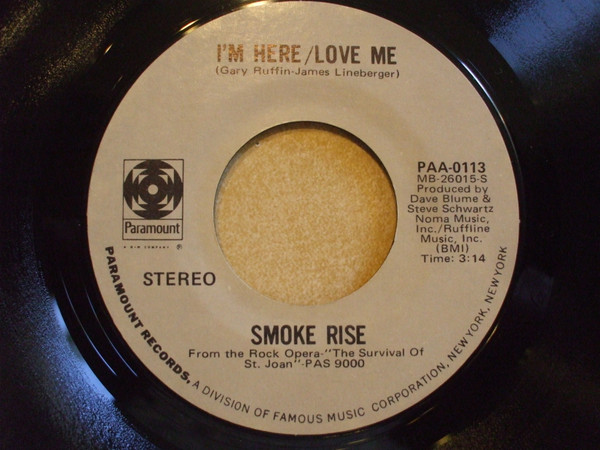 I'M HERE/LOVE ME
(Gary Ruffin-James Lineberger)
PAA-0113
MB-26015-S
Produced by
Dave Blume &
Steve Schwartz
Noma Music,
Inc./Ruffline
Music, Inc.
(BMI)
Time: 3:14
Paramount
A G+W COMPANY
STEREO
SMOKE RISE
From the Rock Opera-"The Survival Of
St. Joan"-PAS 9000
PARAMOUNT RECORDS, A DIVISION OF FAMOUS MUSIC CORPORATION, NEW YORK, NEW YORK